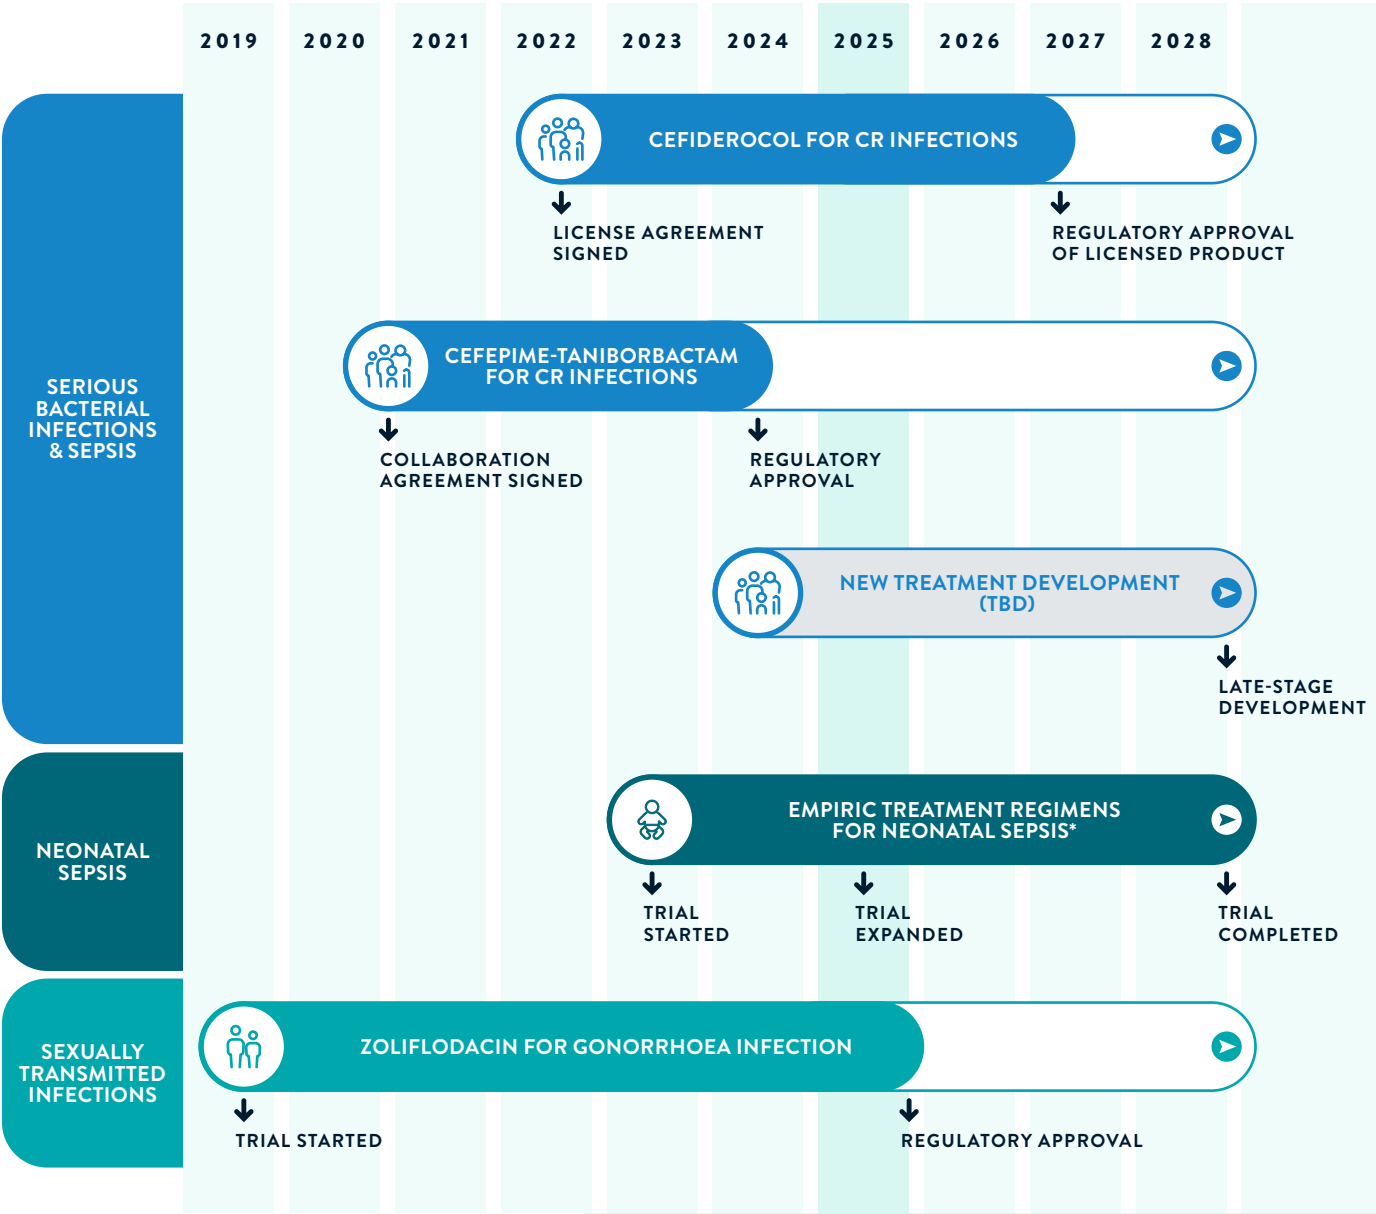 2019 2020 2021 2022 2023 2024 2025 2026 2027 2028
SERIOUS
BACTERIAL
INFECTIONS
& SEPSIS
CEFIDEROCOL FOR CR INFECTIONS
LICENSE AGREEMENT
SIGNED
REGULATORY APPROVAL
OF LICENSED PRODUCT
CEFEPIME-TANIBORBACTAM
FOR CR INFECTIONS
COLLABORATION
AGREEMENT SIGNED
REGULATORY
APPROVAL
NEW TREATMENT DEVELOPMENT
(TBD)
LATE-STAGE
DEVELOPMENT
NEONATAL
SEPSIS
EMPIRIC TREATMENT REGIMENS
FOR NEONATAL SEPSIS*
TRIAL
STARTED
TRIAL
EXPANDED
TRIAL
COMPLETED
SEXUALLY
TRANSMITTED
INFECTIONS
ZOLIFLODACIN FOR GONORRHOEA INFECTION
TRIAL STARTED
REGULATORY APPROVAL